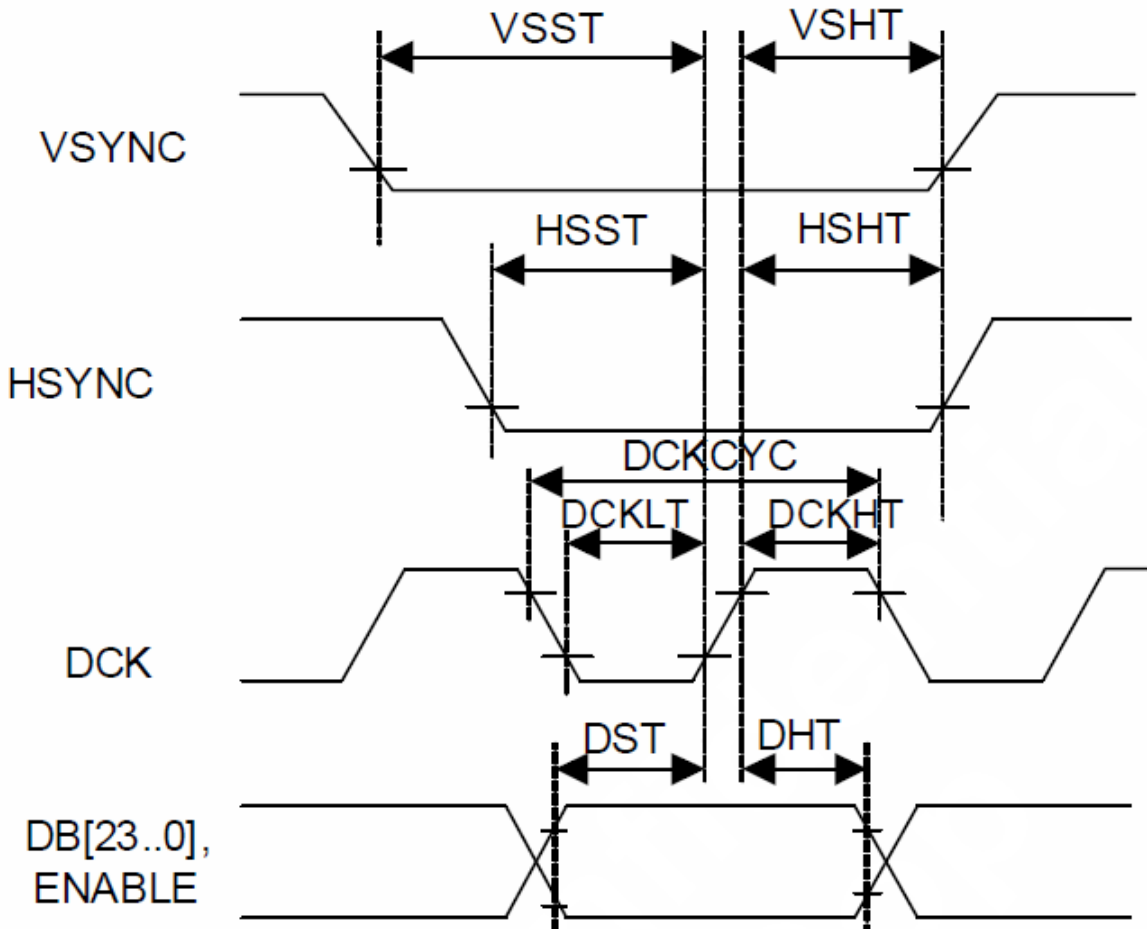 VSST
VSHT
VSYNC
HSST
HSHT
HSYNC
DCKCYC
DCKLT
DCKHT
DCK
DST
DHT
DB[23..0],
ENABLE